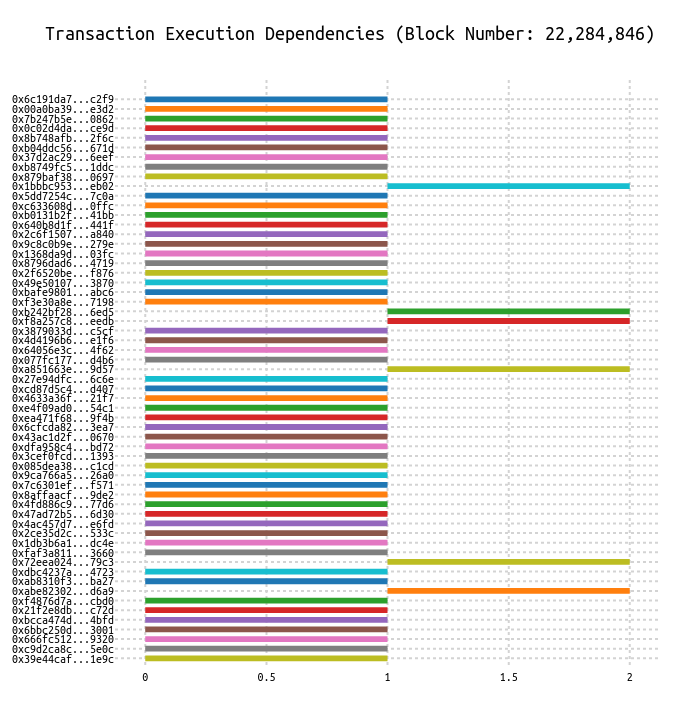 Transaction Execution Dependencies (Block Number: 22,284,846)
0x6c191da7...c2f9
0x00a0ba39...e3d2
0x7b247b5e...0862
0x0c02d4da...ce9d
0x8b748afb...2f6c
0xb04ddc56...671d
0x37d2ac29...6eef
0xb8749fc5...1ddc
0x879baf38...0697
0x1bbbc953...eb02
0x5dd7254c...7c0a
0xc633608d...0ffc
0xb0131b2f...41bb
0x640b8d1f...441f
0x2c6f1507...a840
0x9c8c0b9e...279e
0x1368da9d...03fc
0x8796dad6...4719
0x2f6520be...f876
0x49e50107...3870
0xbafe9801...abc6
0xf3e30a8e...7198
0xb242bf28...6ed5
0xf8a257c8...eedb
0x3879033d...c5cf
0x4d4196b6...e1f6
0x64056e3c...4f62
0x077fc177...d4b6
0xa851663e...9d57
0x27e94dfc...6c6e
0xcd87d5c4...d407
0x4633a36f...21f7
0xe4f09ad0...54c1
0xea471f68...9f4b
0x6cfcda82...3ea7
0x43ac1d2f...0670
0xdfa958c4...bd72
0x3cef0fcd...1393
0x085dea38...c1cd
0x9ca766a5...26a0
0x7c6301ef...f571
0x8affaacf...9de2
0x4fd886c9...77d6
0x47ad72b5...6d30
0x4ac457d7...e6fd
0x2ce35d2c...533c
0x1db3b6a1...dc4e
0xfaf3a811...3660
0x72eea024...79c3
0xdbc4237a...4723
0xab8310f3...ba27
0xabe82302...d6a9
0xf4876d7a...cbd0
0x21f2e8db...c72d
0xbcca474d...4bfd
0x6bbc250d...3001
0x666fc512...9320
0xc9d2ca8c...5e0c
0x39e44caf...1e9c
0 0.5 1 1.5 2